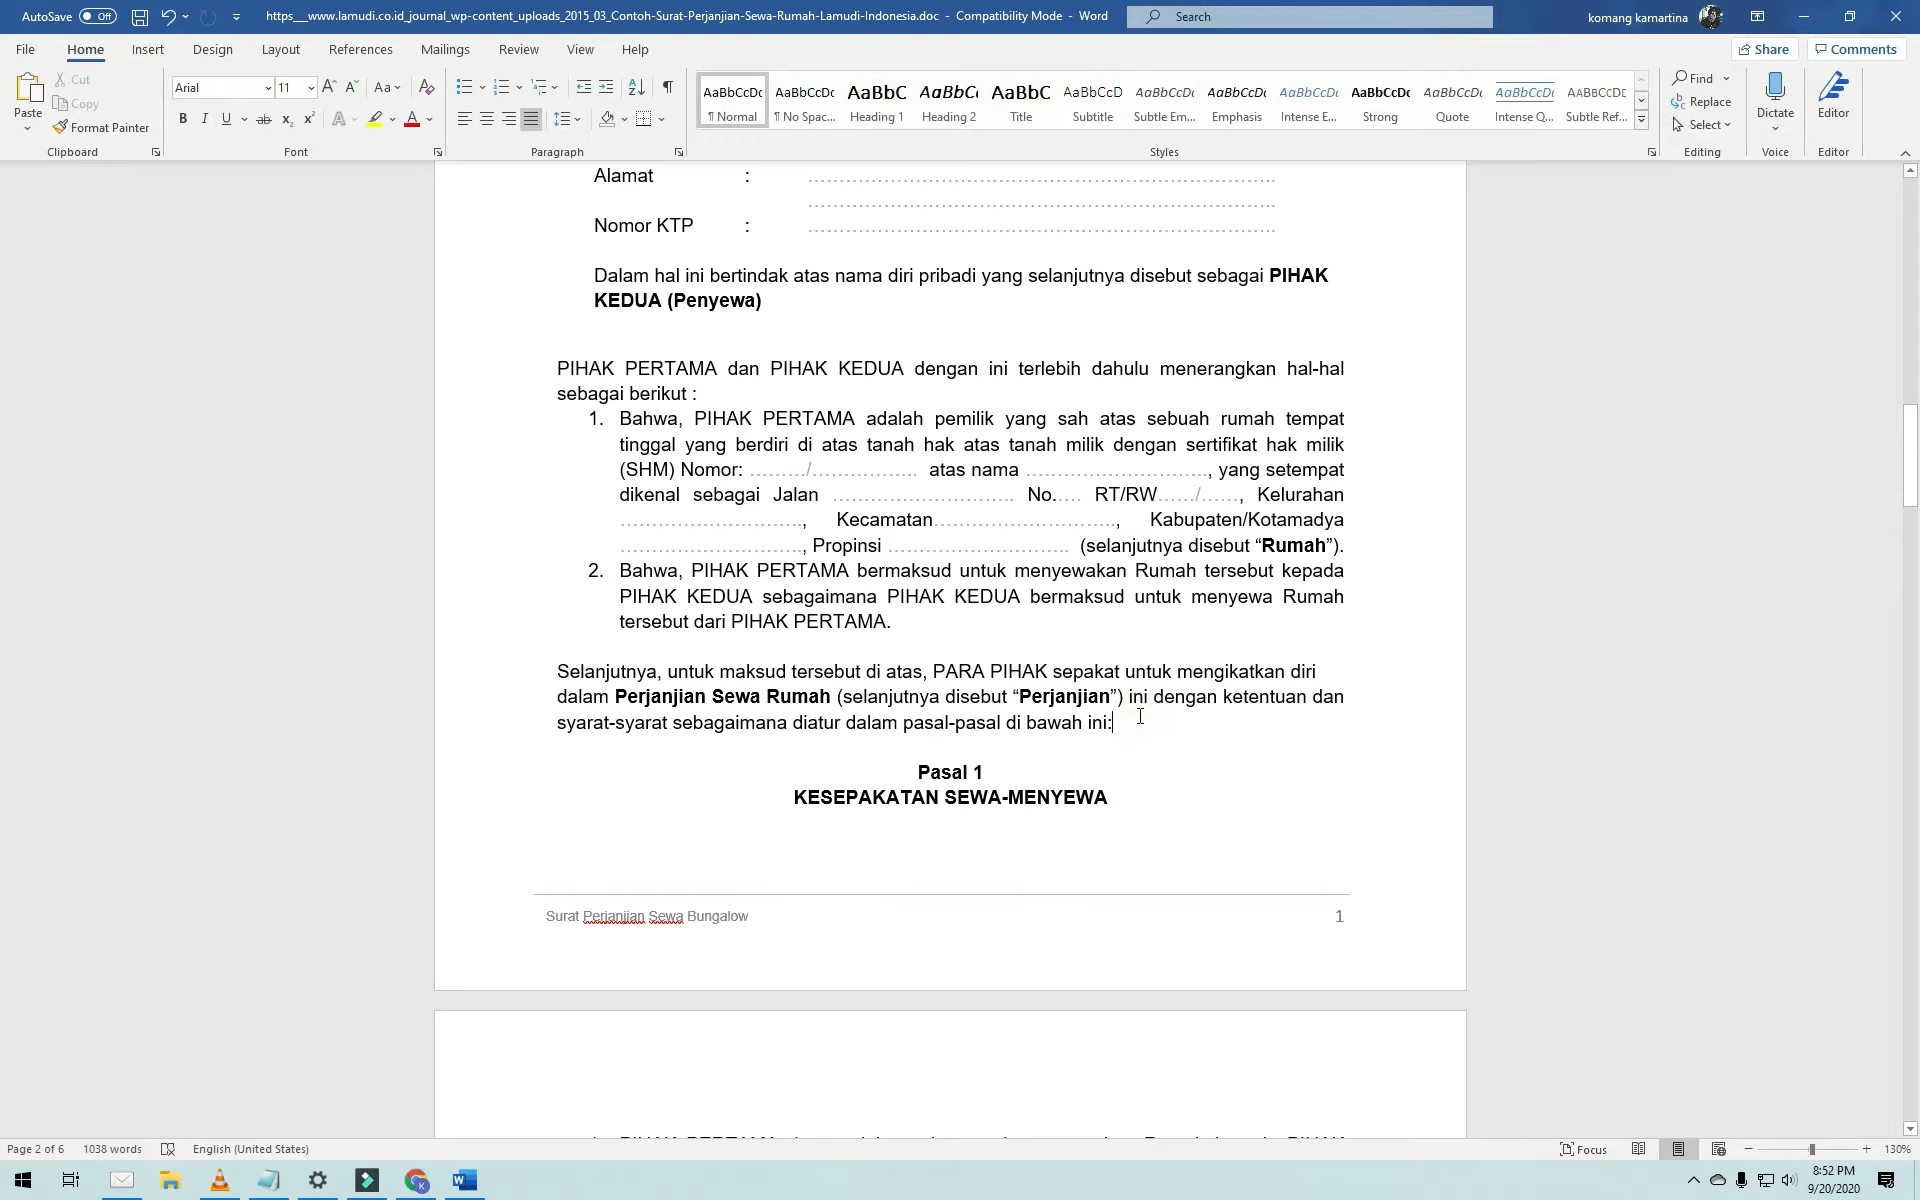 AutoSave Off https___www.lamudi.co.id_journal_wp-content_uploads_2015_03_Contoh-Surat-Perjanjian-Sewa-Rumah-Lamudi-Indonesia.doc - Compatibility Mode - Word Search komang kamartina
File Home Insert Design Layout References Mailings Review View Help Share Comments
Paste Cut Copy Format Painter Clipboard
Arial 11 Font
Paragraph
AaBbCcDc AaBbCcDc AaBbC AaBbC AaBbC AaBbCcD AaBbCcDc AaBbCcDc AaBbCcDc AaBbCcDc AaBbCcDc AaBbCcDc AABBCCDE
¶ Normal ¶ No Spac... Heading 1 Heading 2 Title Subtitle Subtle Em... Emphasis Intense E... Strong Quote Intense Q... Subtle Ref...
Styles
Find Replace Select Editing
Dictate Voice
Editor Editor
Alamat : ……………………………………………………………….
……………………………………………………………….
Nomor KTP : ……………………………………………………………….
Dalam hal ini bertindak atas nama diri pribadi yang selanjutnya disebut sebagai PIHAK
KEDUA (Penyewa)
PIHAK PERTAMA dan PIHAK KEDUA dengan ini terlebih dahulu menerangkan hal-hal
sebagai berikut :
1. Bahwa, PIHAK PERTAMA adalah pemilik yang sah atas sebuah rumah tempat
tinggal yang berdiri di atas tanah hak atas tanah milik dengan sertifikat hak milik
(SHM) Nomor: ………/…………….. atas nama ………………………., yang setempat
dikenal sebagai Jalan ………………………. No.…. RT/RW……/……, Kelurahan
………………………., Kecamatan………………………., Kabupaten/Kotamadya
………………………., Propinsi ………………………. (selanjutnya disebut “Rumah”).
2. Bahwa, PIHAK PERTAMA bermaksud untuk menyewakan Rumah tersebut kepada
PIHAK KEDUA sebagaimana PIHAK KEDUA bermaksud untuk menyewa Rumah
tersebut dari PIHAK PERTAMA.
Selanjutnya, untuk maksud tersebut di atas, PARA PIHAK sepakat untuk mengikatkan diri
dalam Perjanjian Sewa Rumah (selanjutnya disebut “Perjanjian”) ini dengan ketentuan dan
syarat-syarat sebagaimana diatur dalam pasal-pasal di bawah ini:
Pasal 1
KESEPAKATAN SEWA-MENYEWA
Surat Perjanjian Sewa Bungalow 1
Page 2 of 6 1038 words English (United States) Focus 130%
8:52 PM
9/20/2020